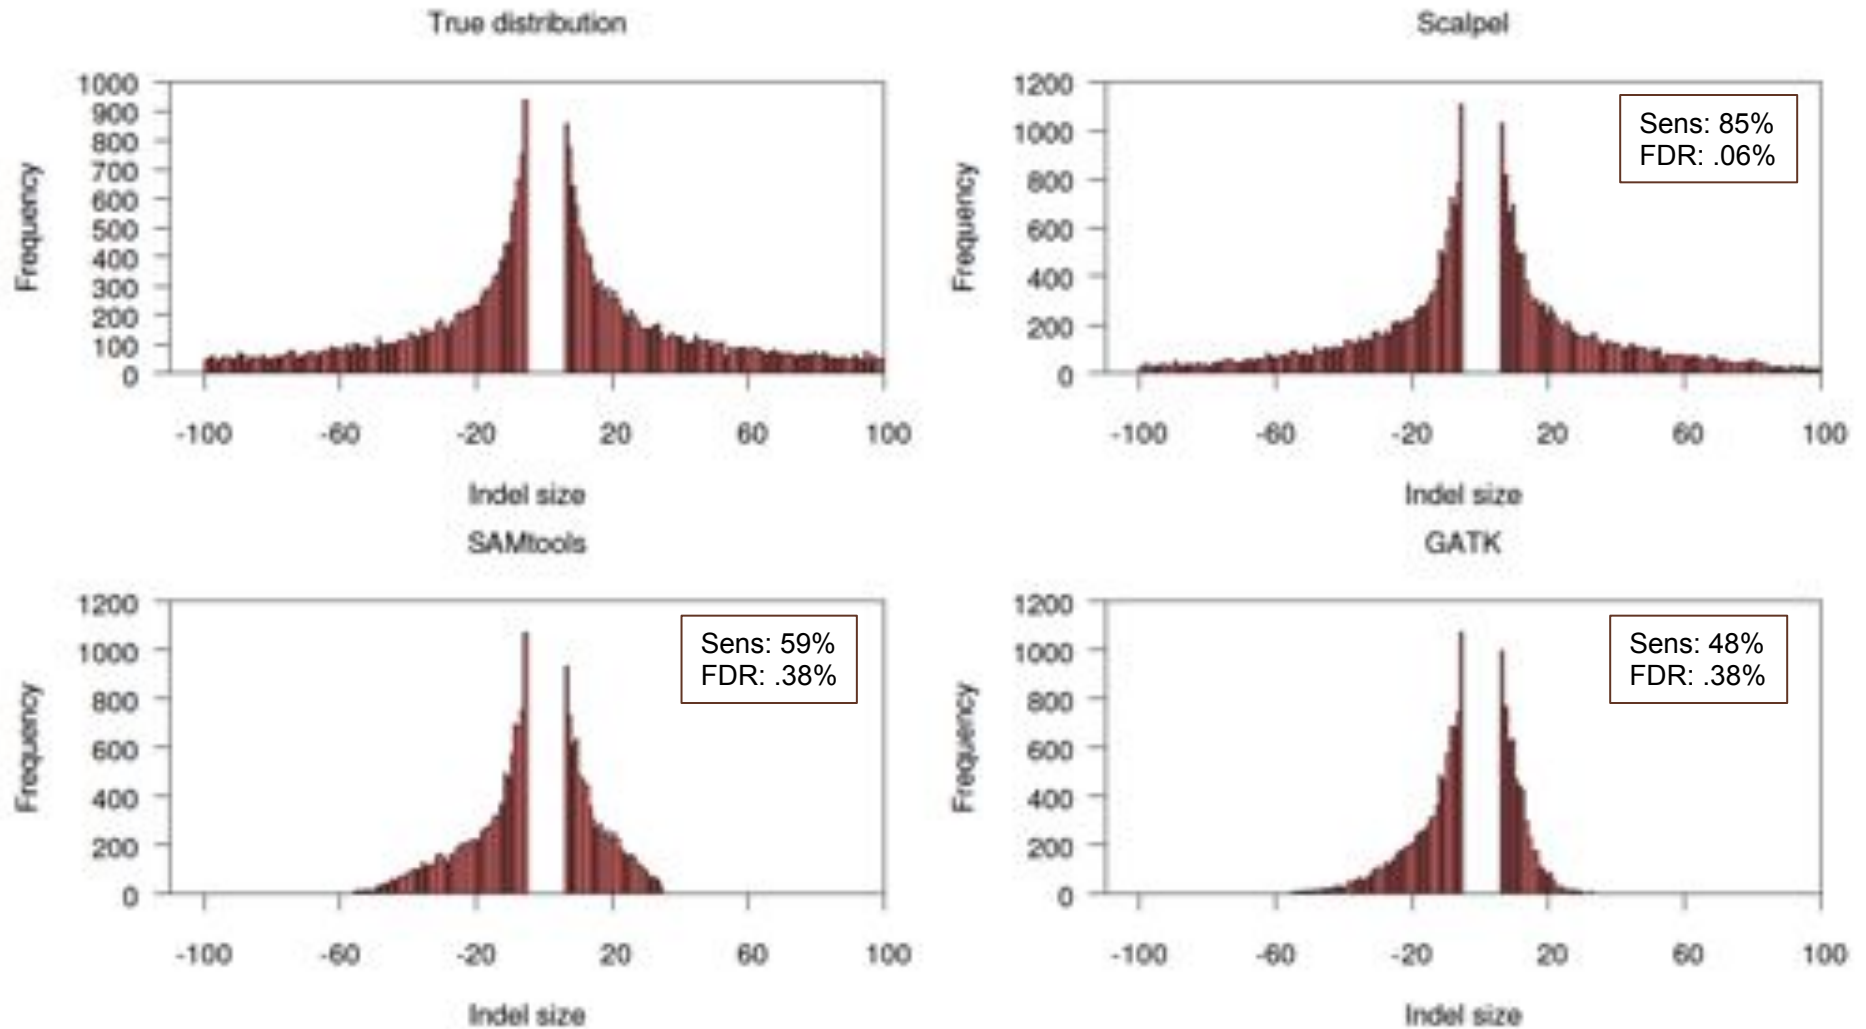 True distribution
Frequency
1000
900
800
700
600
500
400
300
200
100
0
-100 -60 -20 20 60 100
Indel size
Scalpel
Frequency
1200
1000
800
600
400
200
0
Sens: 85%
FDR: .06%
-100 -60 -20 20 60 100
Indel size
SAMtools
Frequency
1200
1000
800
600
400
200
0
Sens: 59%
FDR: .38%
-100 -60 -20 20 60 100
Indel size
GATK
Frequency
1200
1000
800
600
400
200
0
Sens: 48%
FDR: .38%
-100 -60 -20 20 60 100
Indel size